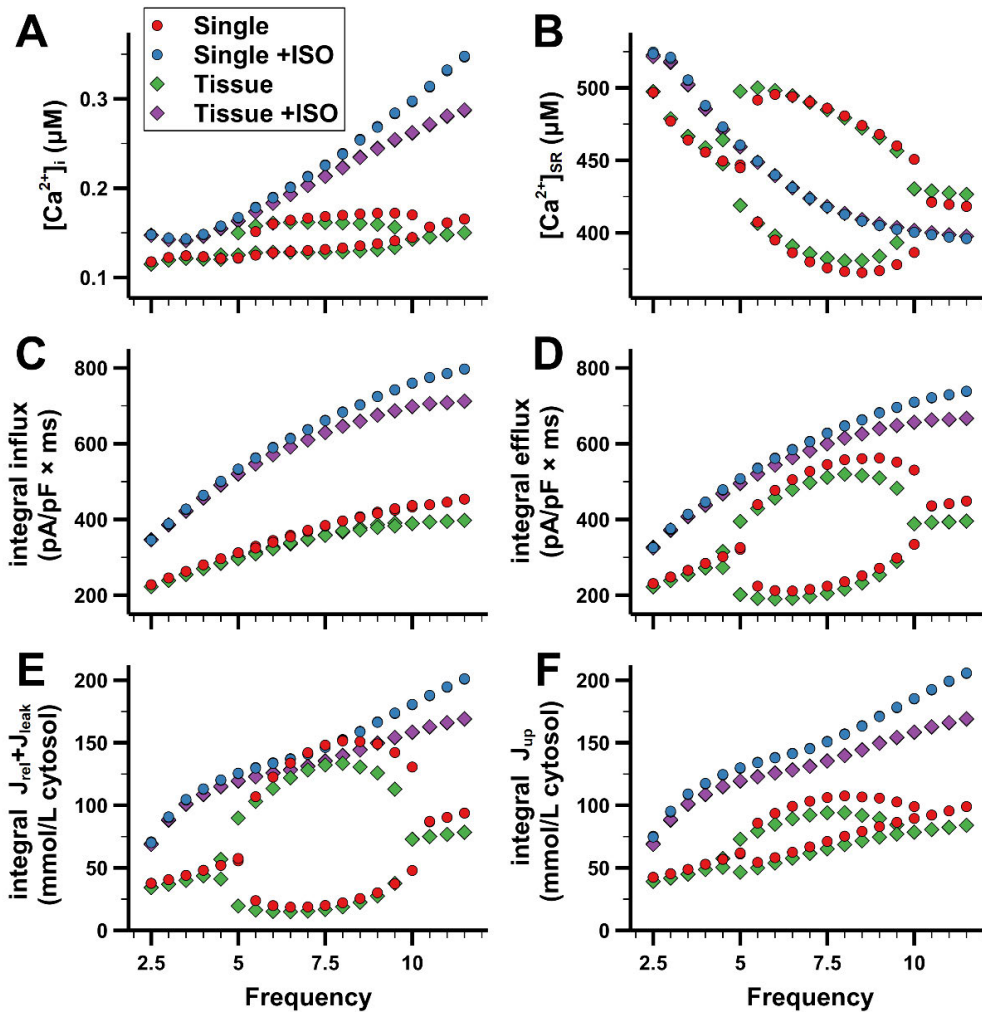 A
Single
Single +ISO
Tissue
Tissue +ISO
[Ca²⁺]ᵢ (µM)
0.3
0.2
0.1
B
[Ca²⁺]SR (µM)
500
450
400
C
integral influx
(pA/pF × ms)
800
600
400
200
D
integral efflux
(pA/pF × ms)
800
600
400
200
E
integral Jrel+Jleak
(mmol/L cytosol)
200
150
100
50
0
2.5
5
7.5
10
Frequency
F
integral Jup
(mmol/L cytosol)
200
150
100
50
0
2.5
5
7.5
10
Frequency